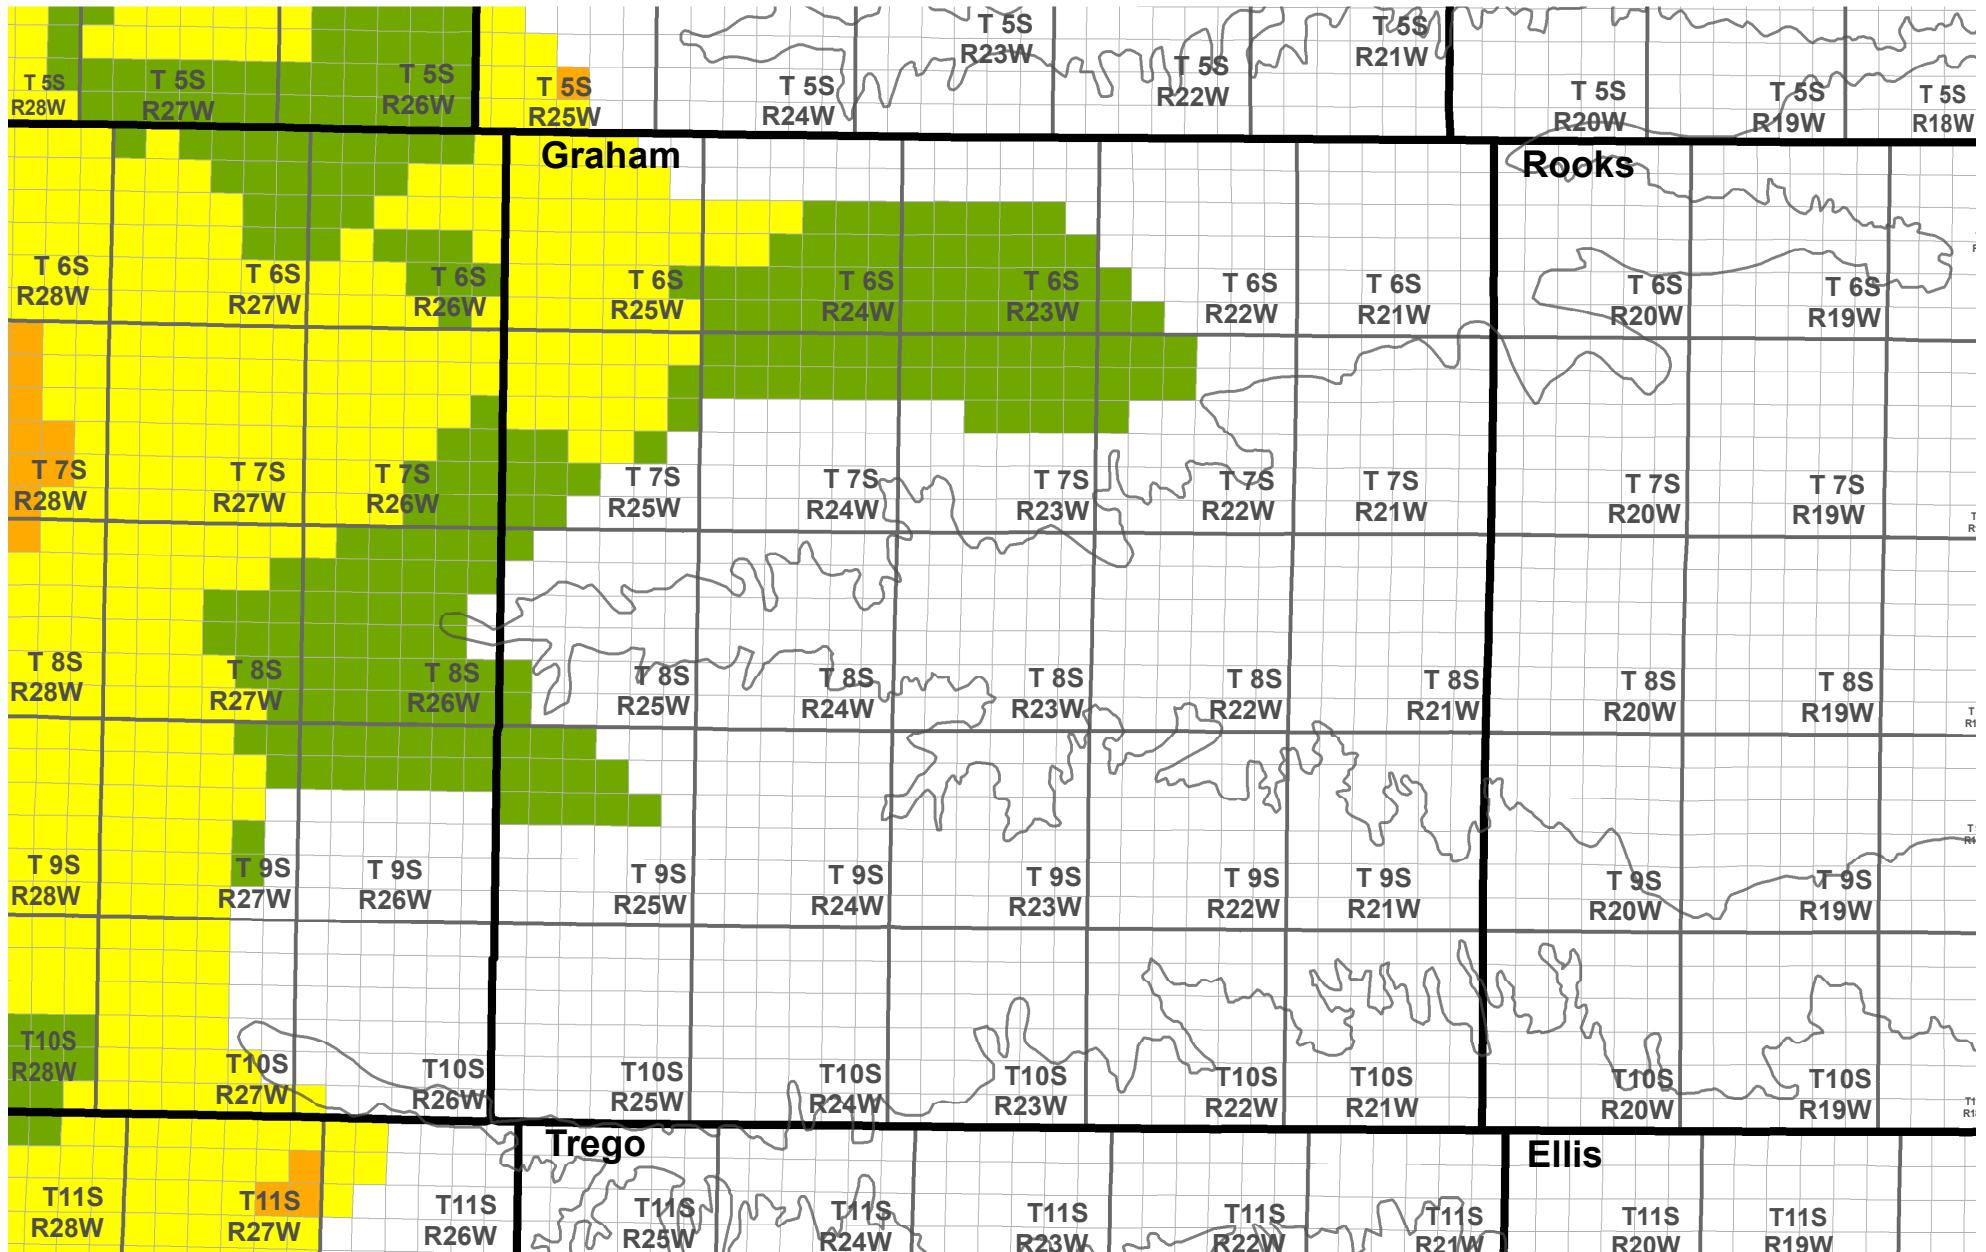 T 5S
R28W
T 5S
R27W
T 5S
R26W
T 5S
R25W
T 5S
R24W
T 5S
R23W
T 5S
R22W
T 5S
R21W
T 5S
R20W
T 5S
R19W
T 5S
R18W
Graham
Rooks
T 6S
R28W
T 6S
R27W
T 6S
R26W
T 6S
R25W
T 6S
R24W
T 6S
R23W
T 6S
R22W
T 6S
R21W
T 6S
R20W
T 6S
R19W
T 7S
R28W
T 7S
R27W
T 7S
R26W
T 7S
R25W
T 7S
R24W
T 7S
R23W
T 7S
R22W
T 7S
R21W
T 7S
R20W
T 7S
R19W
T 8S
R28W
T 8S
R27W
T 8S
R26W
T 8S
R25W
T 8S
R24W
T 8S
R23W
T 8S
R22W
T 8S
R21W
T 8S
R20W
T 8S
R19W
T 9S
R28W
T 9S
R27W
T 9S
R26W
T 9S
R25W
T 9S
R24W
T 9S
R23W
T 9S
R22W
T 9S
R21W
T 9S
R20W
T 9S
R19W
T10S
R28W
T10S
R27W
T10S
R26W
T10S
R25W
T10S
R24W
T10S
R23W
T10S
R22W
T10S
R21W
T10S
R20W
T10S
R19W
Trego
Ellis
T11S
R28W
T11S
R27W
T11S
R26W
T11S
R25W
T11S
R24W
T11S
R23W
T11S
R22W
T11S
R21W
T11S
R20W
T11S
R19W